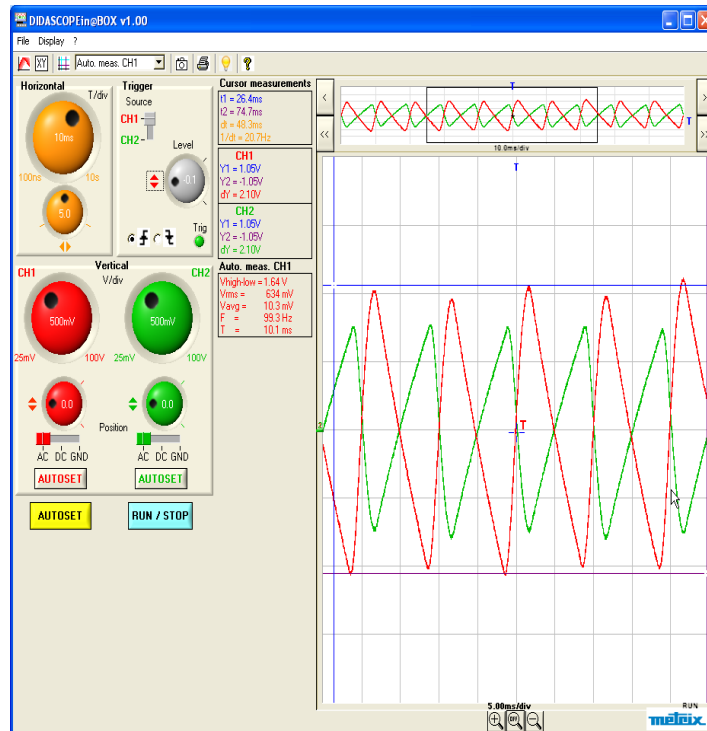 DIDASCOPEin@BOX v1.00
File Display ?
XY Auto. meas. CH1 ?
Horizontal
T/div
10ms
100ns 10s
5.0
Trigger
Source
CH1
CH2
Level
-0.1
Trig
Cursor measurements
t1 = 26.4ms
t2 = 74.7ms
dt = 48.3ms
1/dt = 20.7Hz
CH1
Y1 = 1.05V
Y2 = -1.05V
dY = 2.10V
CH2
Y1 = 1.05V
Y2 = -1.05V
dY = 2.10V
Auto. meas. CH1
Vhigh-low = 1.64 V
Vrms = 634 mV
Vavg = 10.3 mV
F = 99.3 Hz
T = 10.1 ms
Vertical
CH1 V/div CH2
500mV 500mV
25mV 100V 25mV 100V
0.0 0.0
Position
AC DC GND AC DC GND
AUTOSET AUTOSET
AUTOSET RUN / STOP
< T >
<< T >>
10.0ms/div
T
T
5.00ms/div
OFF
RUN
metrix